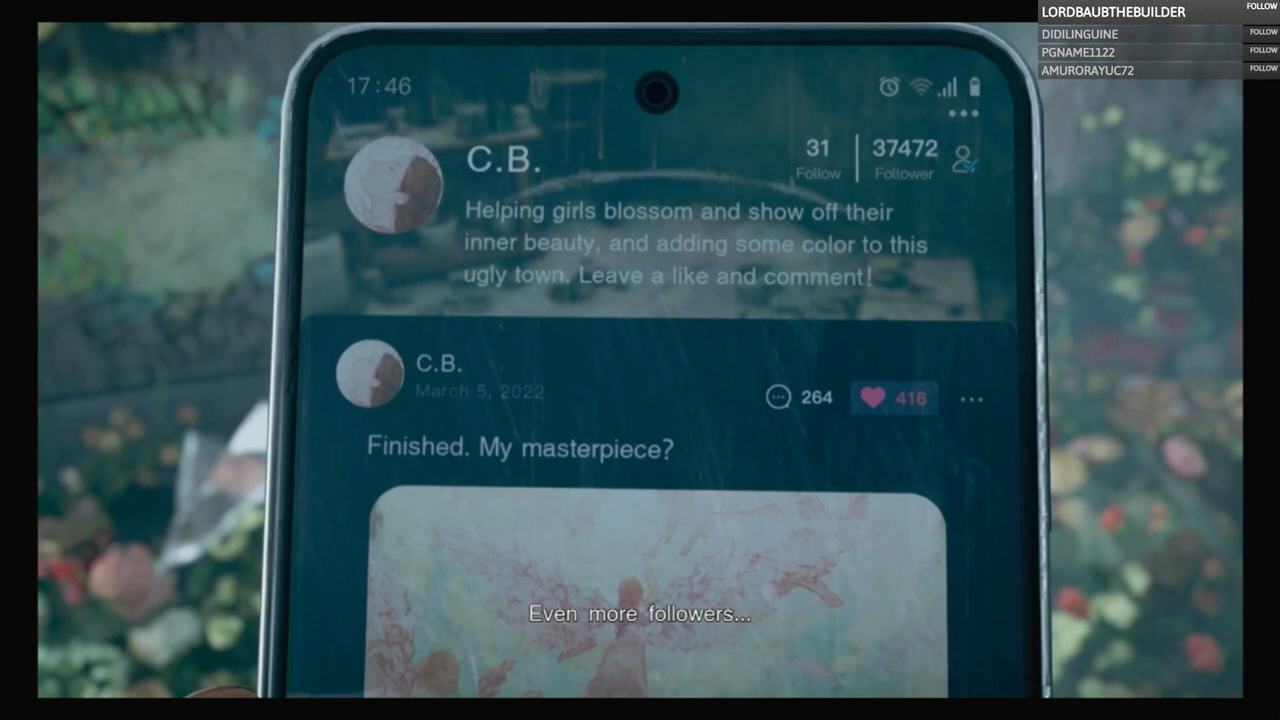 LORDBAUBTHEBUILDER FOLLOW
DIDILINGUINE FOLLOW
PGNAME1122 FOLLOW
AMURORAYUC72 FOLLOW
17:46
C.B.
31 37472
Follow Follower
Helping girls blossom and show off their
inner beauty, and adding some color to this
ugly town. Leave a like and comment!
C.B.
March 5, 2022
264 416
Finished. My masterpiece?
Even more followers...